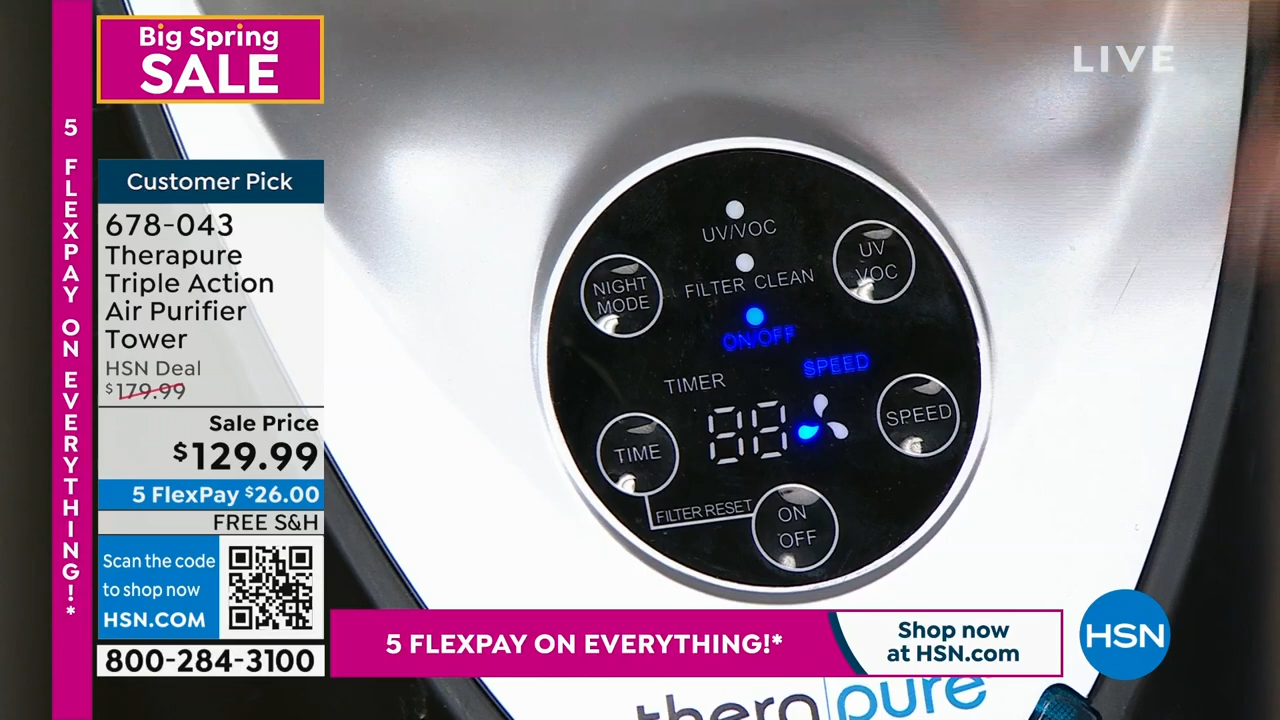 Big Spring
SALE
LIVE
5 FLEXPAY ON EVERYTHING!*
Customer Pick
678-043
Therapure
Triple Action
Air Purifier
Tower
HSN Deal
$179.99
Sale Price
$129.99
5 FlexPay $26.00
FREE S&H
Scan the code
to shop now
HSN.COM
800-284-3100
UV/VOC
FILTER CLEAN
ON/OFF
NIGHT
MODE
UV
VOC
SPEED
TIMER
88
TIME
SPEED
FILTER RESET
ON
OFF
5 FLEXPAY ON EVERYTHING!*
Shop now
at HSN.com
HSN
therapure